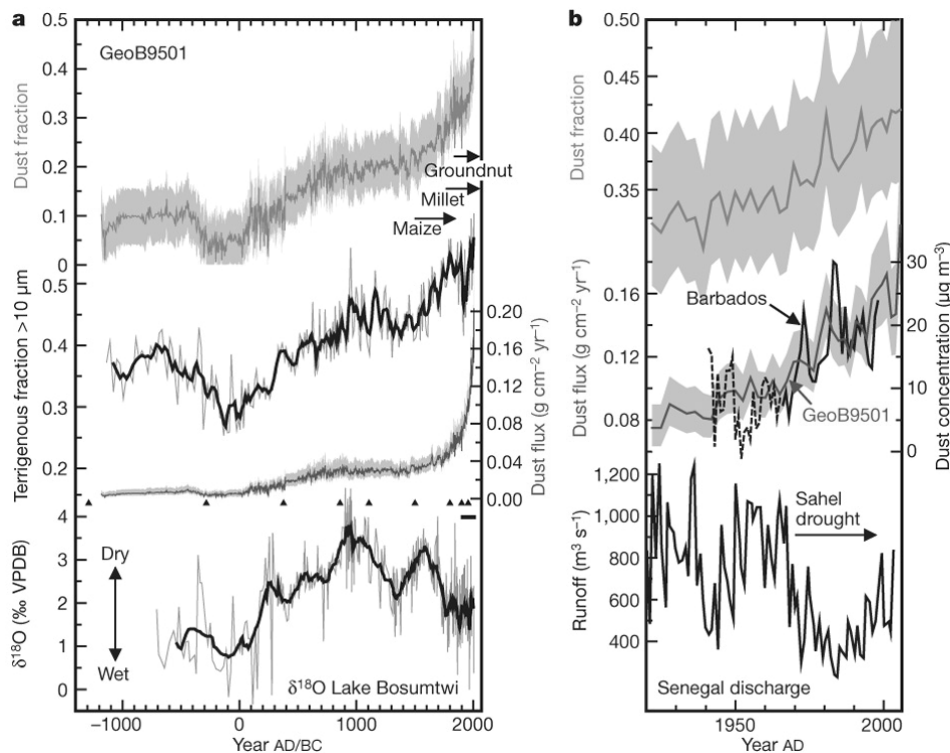 a
GeoB9501
Dust fraction
0.5
0.4
0.3
0.2
0.1
0
Groundnut
Millet
Maize
Terrigenous fraction >10 µm
0.5
0.4
0.3
0.2
Dust flux (g cm⁻² yr⁻¹)
0.20
0.16
0.12
0.08
0.04
0.00
δ¹⁸O (‰ VPDB)
4
3
2
1
0
Dry
Wet
δ¹⁸O Lake Bosumtwi
−1000
0
1000
2000
Year AD/BC
b
Dust fraction
0.50
0.45
0.40
0.35
Dust flux (g cm⁻² yr⁻¹)
0.16
0.12
0.08
Barbados
GeoB9501
Dust concentration (µg m⁻³)
30
20
10
0
Runoff (m³ s⁻¹)
1,200
1,000
800
600
400
Sahel
drought
Senegal discharge
1950
2000
Year AD